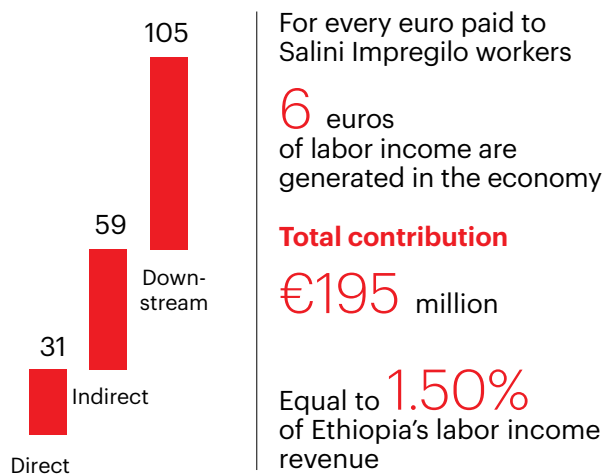 105
59
Down-
stream
31
Indirect
Direct
For every euro paid to
Salini Impregilo workers
6 euros
of labor income are
generated in the economy
Total contribution
€195 million
Equal to 1.50%
of Ethiopia's labor income
revenue